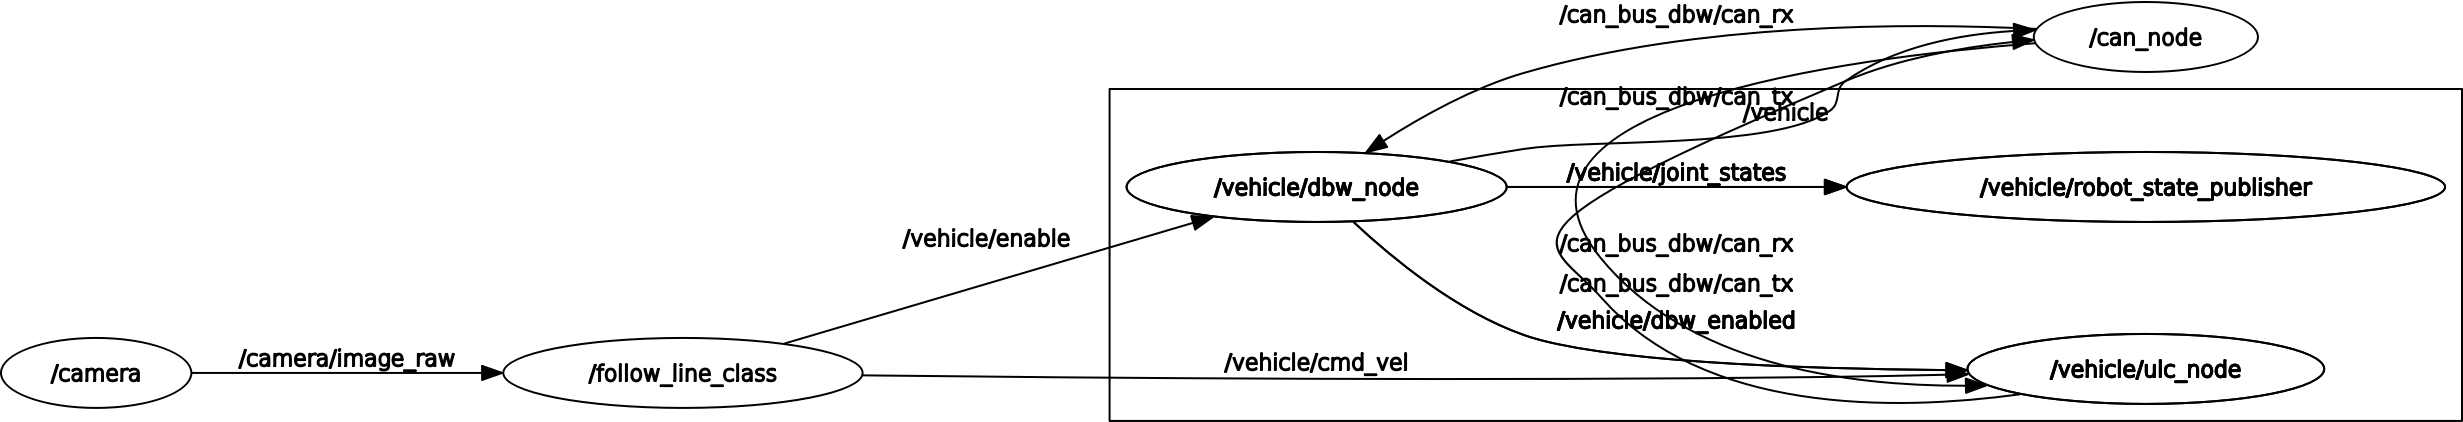 /can_bus_dbw/can_rx
/can_node
/can_bus_dbw/can_tx
/vehicle
/vehicle/joint_states
/vehicle/dbw_node
/vehicle/robot_state_publisher
/vehicle/enable
/can_bus_dbw/can_rx
/can_bus_dbw/can_tx
/vehicle/dbw_enabled
/camera/image_raw
/vehicle/cmd_vel
/camera
/follow_line_class
/vehicle/ulc_node